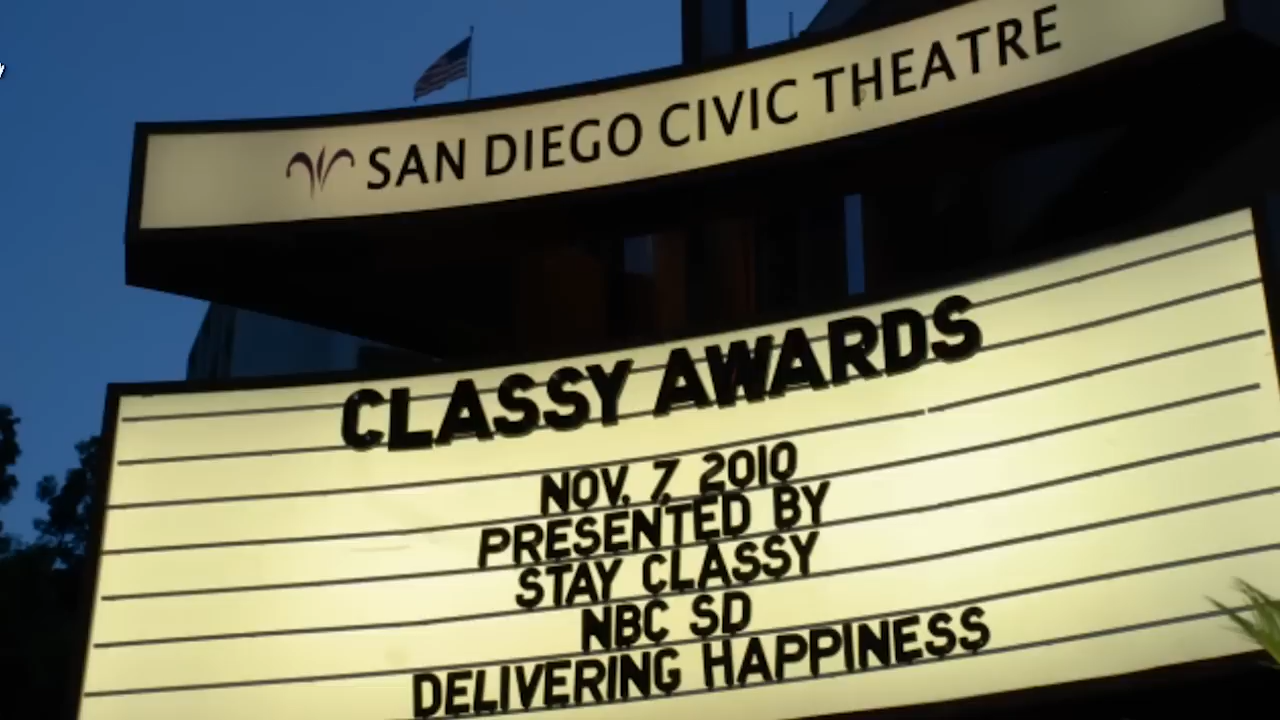 SAN DIEGO CIVIC THEATRE
CLASSY AWARDS
NOV. 7, 2010
PRESENTED BY
STAY CLASSY
NBC SD
DELIVERING HAPPINESS